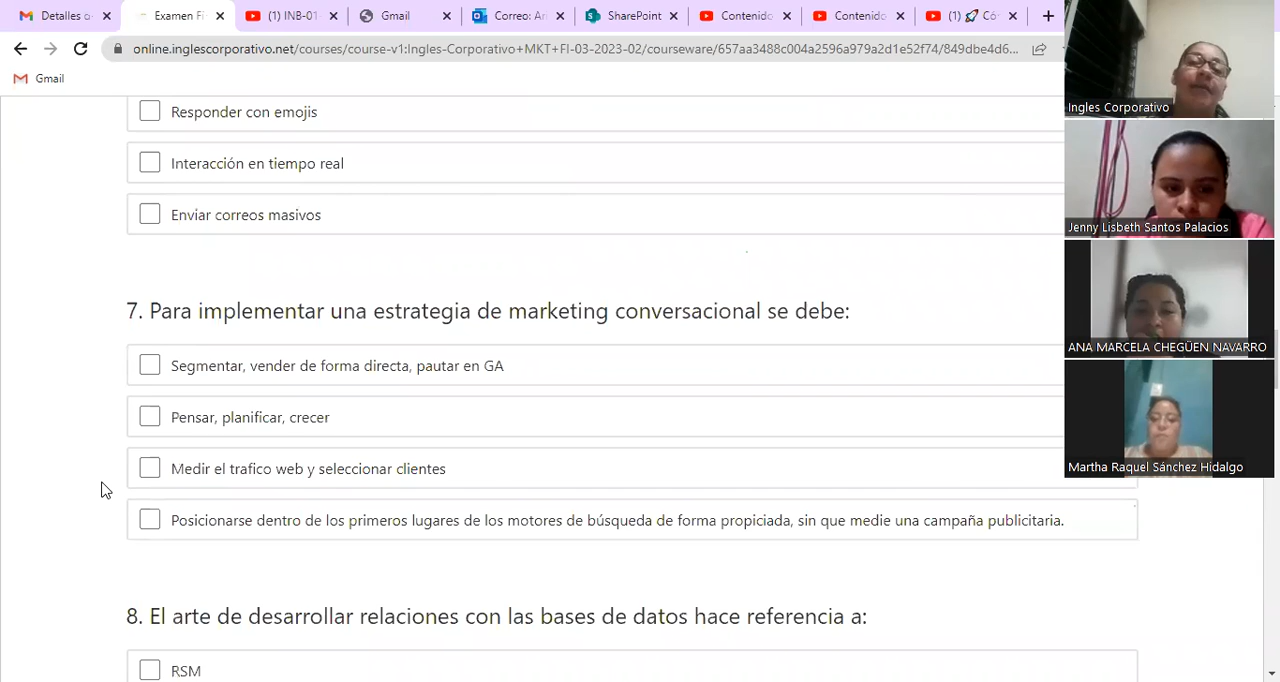 Detalles d
Examen Fi
(1) INB-01
Gmail
Correo: An
SharePoint
Contenido
Contenido
(1) 🚀 Có
online.inglescorporativo.net/courses/course-v1:Ingles-Corporativo+MKT+FI-03-2023-02/courseware/657aa3488c004a2596a979a2d1e52f74/849dbe4d6...
Gmail
Responder con emojis
Interacción en tiempo real
Enviar correos masivos
7. Para implementar una estrategia de marketing conversacional se debe:
Segmentar, vender de forma directa, pautar en GA
Pensar, planificar, crecer
Medir el trafico web y seleccionar clientes
Posicionarse dentro de los primeros lugares de los motores de búsqueda de forma propiciada, sin que medie una campaña publicitaria.
8. El arte de desarrollar relaciones con las bases de datos hace referencia a:
RSM
Ingles Corporativo
Jenny Lisbeth Santos Palacios
ANA MARCELA CHEGÜEN NAVARRO
Martha Raquel Sánchez Hidalgo